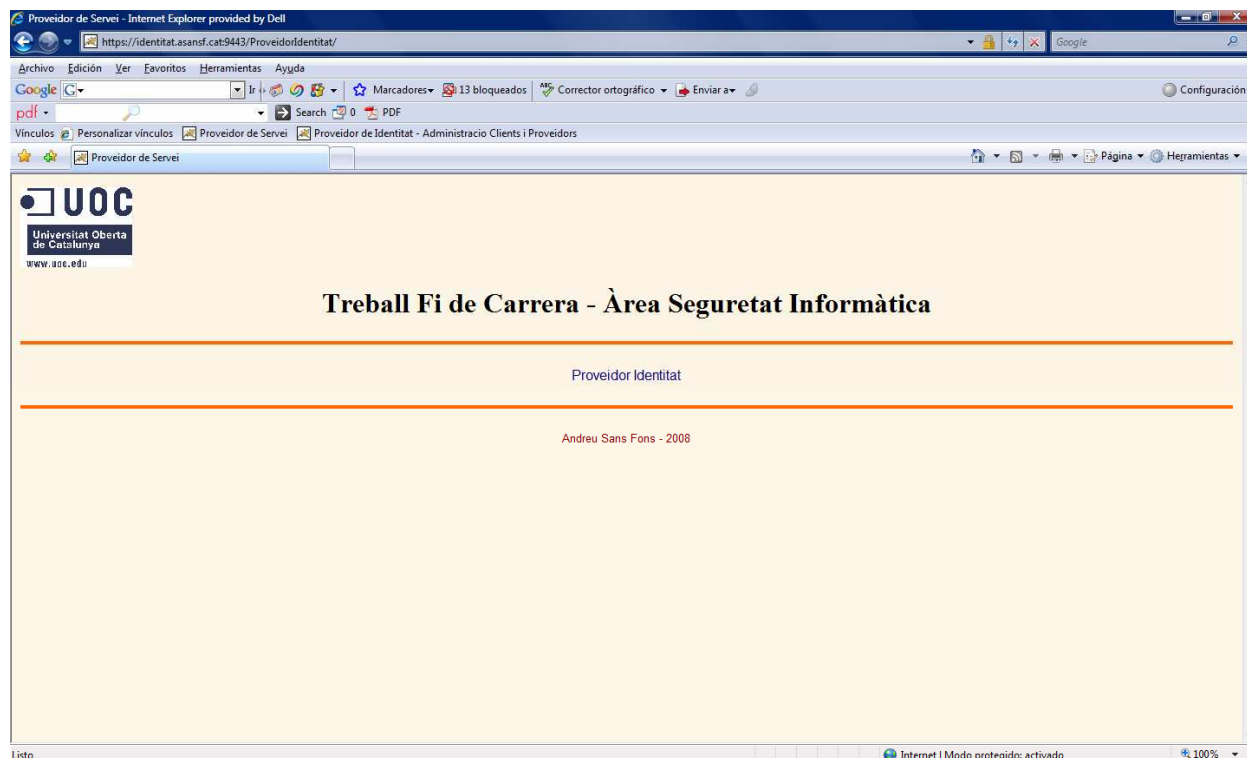 Proveidor de Servei - Internet Explorer provided by Dell
https://identitat.asansf.cat:9443/ProveidorIdentitat/
Google
Archivo Edición Ver Favoritos Herramientas Ayuda
Google G Ir Marcadores 13 bloqueados Corrector ortográfico Enviar a Configuración
pdf Search 0 PDF
Vínculos Personalizar vínculos Proveidor de Servei Proveidor de Identitat - Administracio Clients i Proveidors
Proveidor de Servei Página Herramientas
UOC
Universitat Oberta
de Catalunya
www.uoc.edu
Treball Fi de Carrera - Àrea Seguretat Informàtica
Proveidor Identitat
Andreu Sans Fons - 2008
Listo Internet | Modo protegido: activado 100%